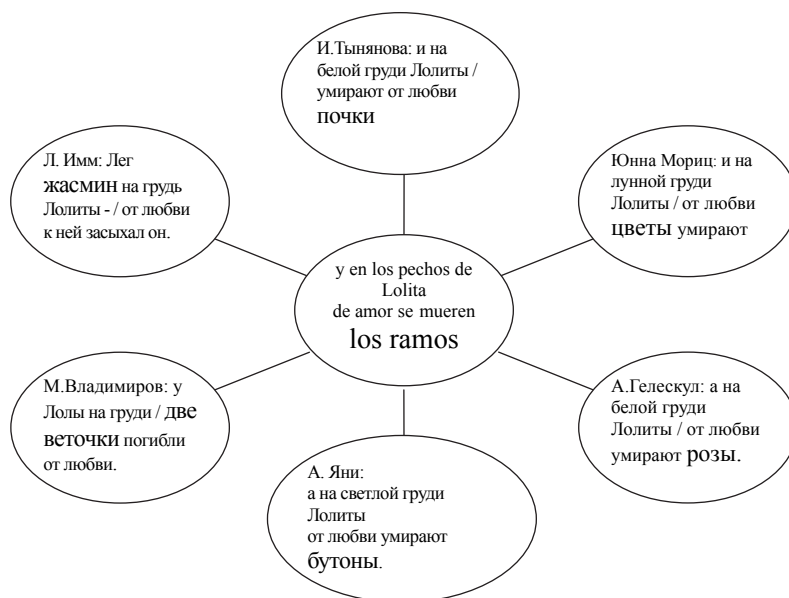 И.Тынянова: и на
белой груди Лолиты /
умирают от любви
почки
Л. Имм: Лег
жасмин на грудь
Лолиты - / от любви
к ней засыхал он.
Юнна Мориц: и на
лунной груди
Лолиты / от любви
цветы умирают
y en los pechos de
Lolita
de amor se mueren
los ramos
М.Владимиров: у
Лолы на груди / две
веточки погибли
от любви.
А.Гелескул: а на
белой груди
Лолиты / от любви
умирают розы.
А. Яни:
а на светлой груди
Лолиты
от любви умирают
бутоны.